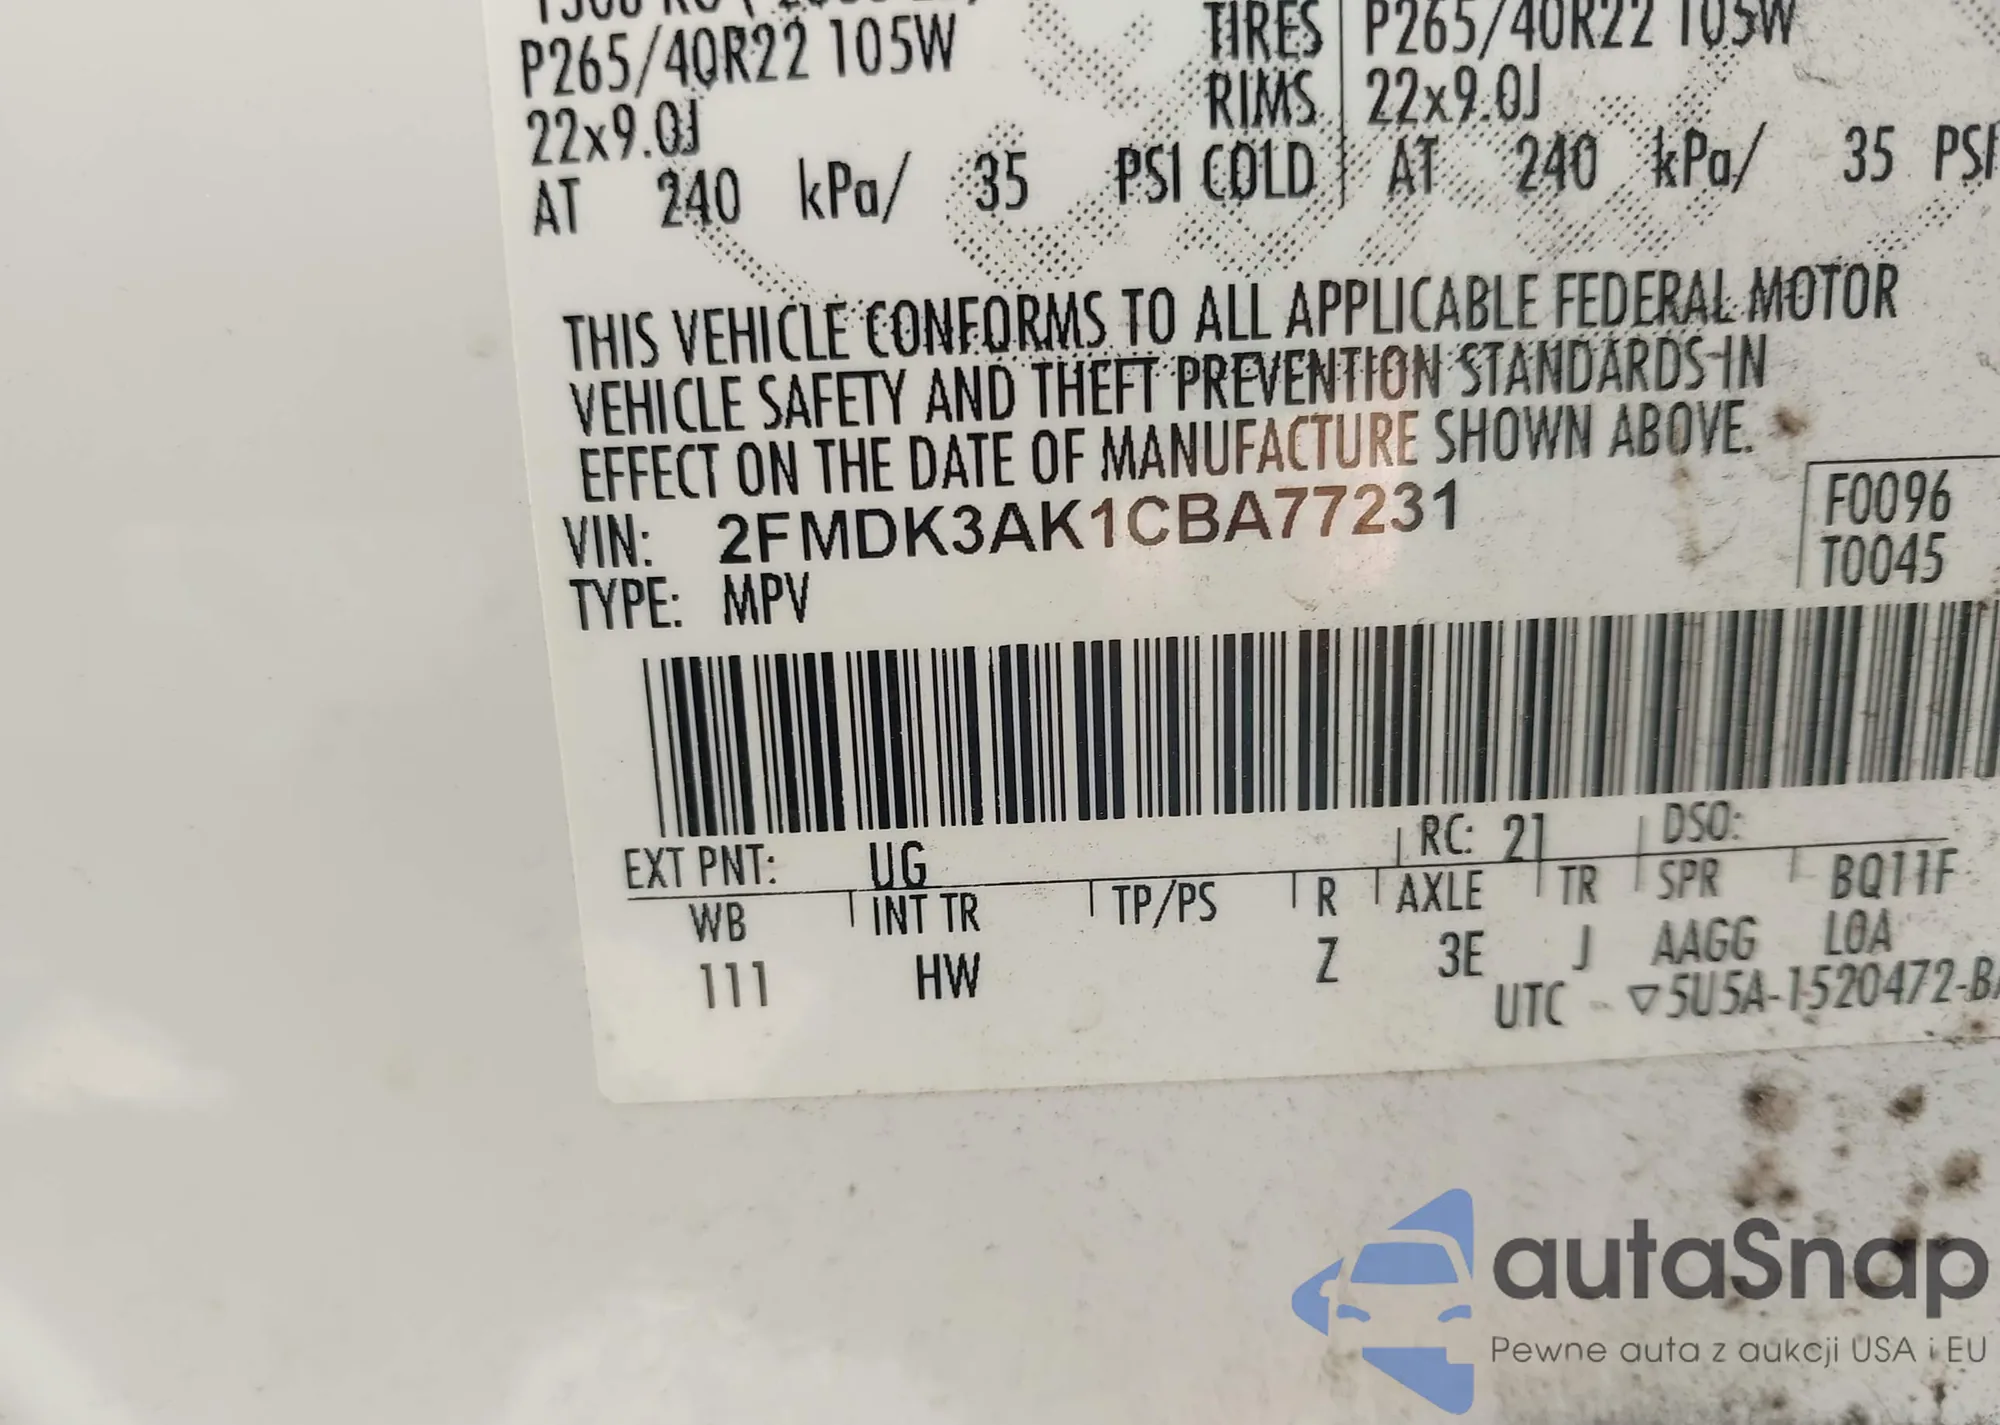 P265/40R22 105W TIRES P265/40R22 105W
22x9.0J RIMS 22x9.0J
AT 240 kPa/ 35 PSI COLD AT 240 kPa/ 35 PSI
THIS VEHICLE CONFORMS TO ALL APPLICABLE FEDERAL MOTOR
VEHICLE SAFETY AND THEFT PREVENTION STANDARDS IN
EFFECT ON THE DATE OF MANUFACTURE SHOWN ABOVE.
VIN: 2FMDK3AK1CBA77231
F0096
TYPE: MPV
T0045
EXT PNT: UG RC: 21 DSO:
WB INT TR TP/PS R AXLE TR SPR BQ11F
111 HW Z 3E J AAGG LOA
UTC ▽5U5A-1520472-BA
autaSnap
Pewne auta z aukcji USA i EU